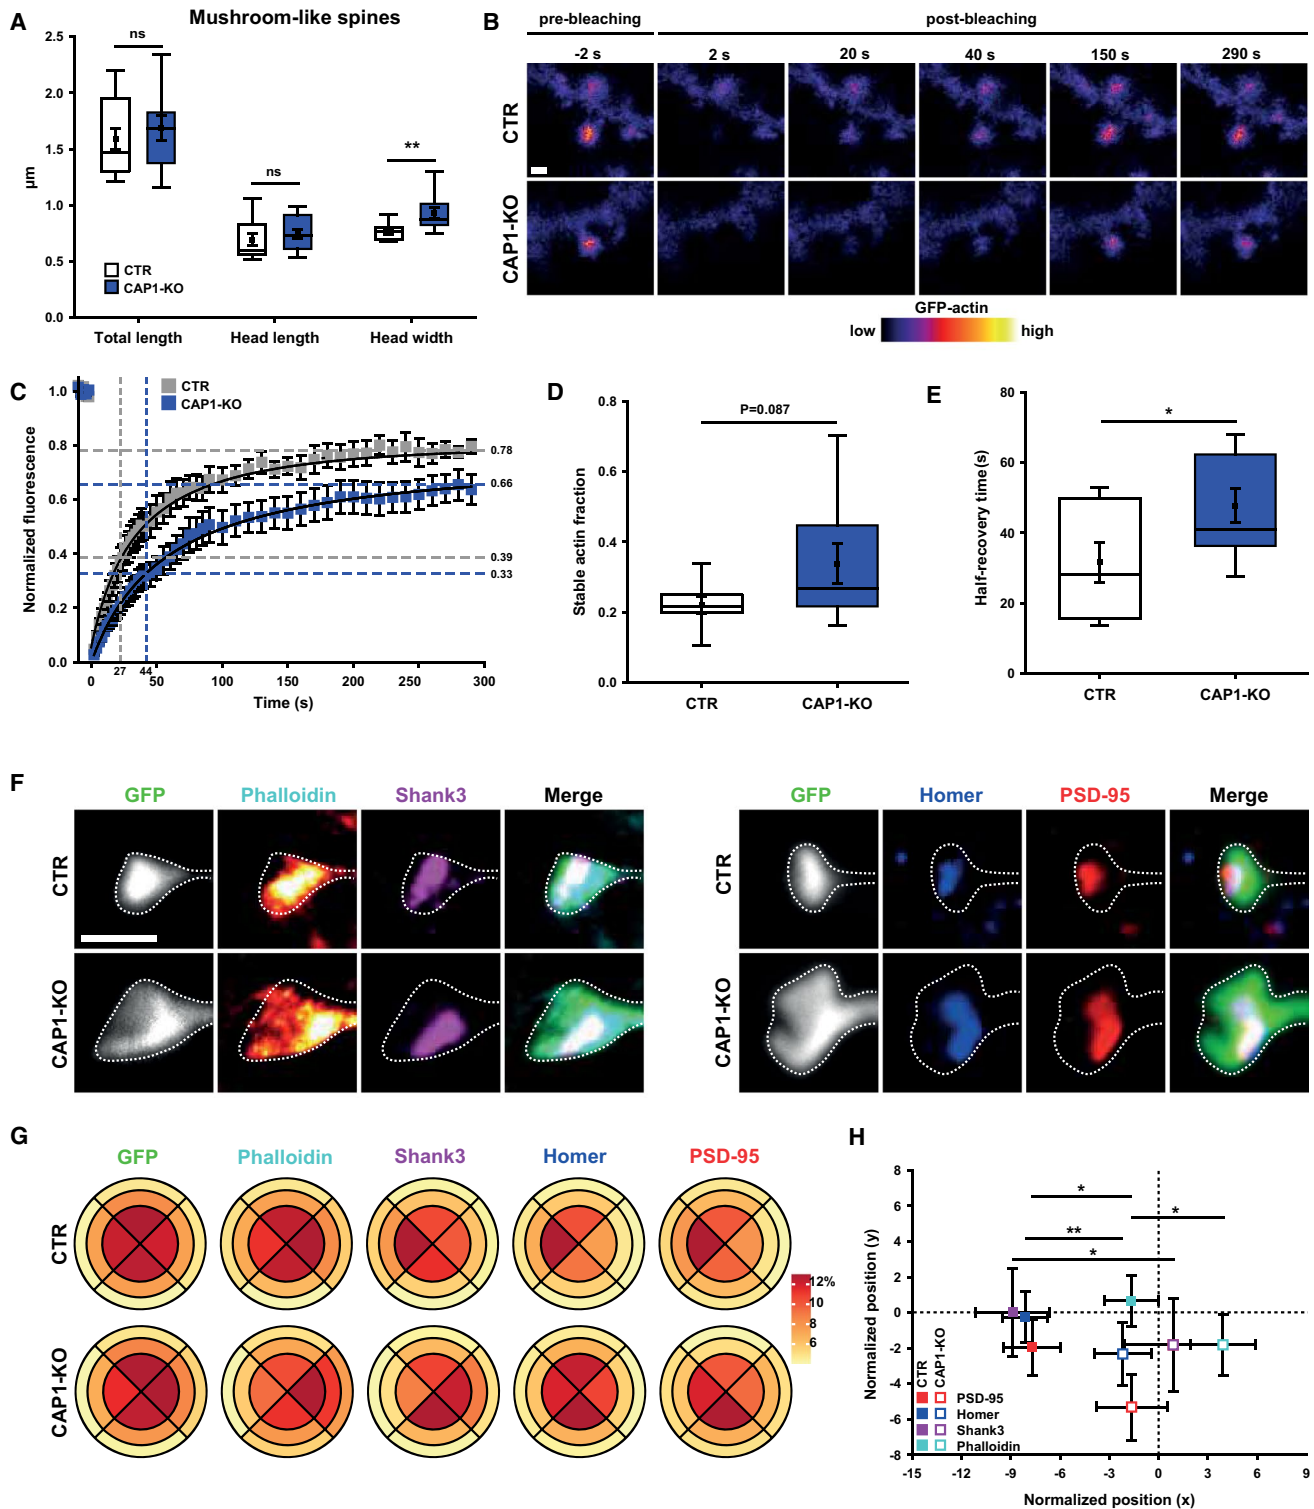 A
Mushroom-like spines
µm
2.5
2.0
1.5
1.0
0.5
0.0
ns
ns
**
CTR
CAP1-KO
Total length
Head length
Head width
B
pre-bleaching
post-bleaching
-2 s
2 s
20 s
40 s
150 s
290 s
CTR
CAP1-KO
GFP-actin
low
high
C
Normalized fluorescence
1.0
0.8
0.6
0.4
0.2
0.0
CTR
CAP1-KO
0.78
0.66
0.39
0.33
27
44
0
50
100
150
200
250
300
Time (s)
D
Stable actin fraction
0.8
0.6
0.4
0.2
0.0
P=0.087
CTR
CAP1-KO
E
Half-recovery time(s)
80
60
40
20
0
*
CTR
CAP1-KO
F
GFP
Phalloidin
Shank3
Merge
CTR
CAP1-KO
GFP
Homer
PSD-95
Merge
CTR
CAP1-KO
G
GFP
Phalloidin
Shank3
Homer
PSD-95
CTR
CAP1-KO
12%
10
8
6
H
Normalized position (y)
8
6
4
2
0
-2
-4
-6
-8
*
*
**
*
CTR
CAP1-KO
PSD-95
Homer
Shank3
Phalloidin
-15
-12
-9
-6
-3
0
3
6
9
Normalized position (x)